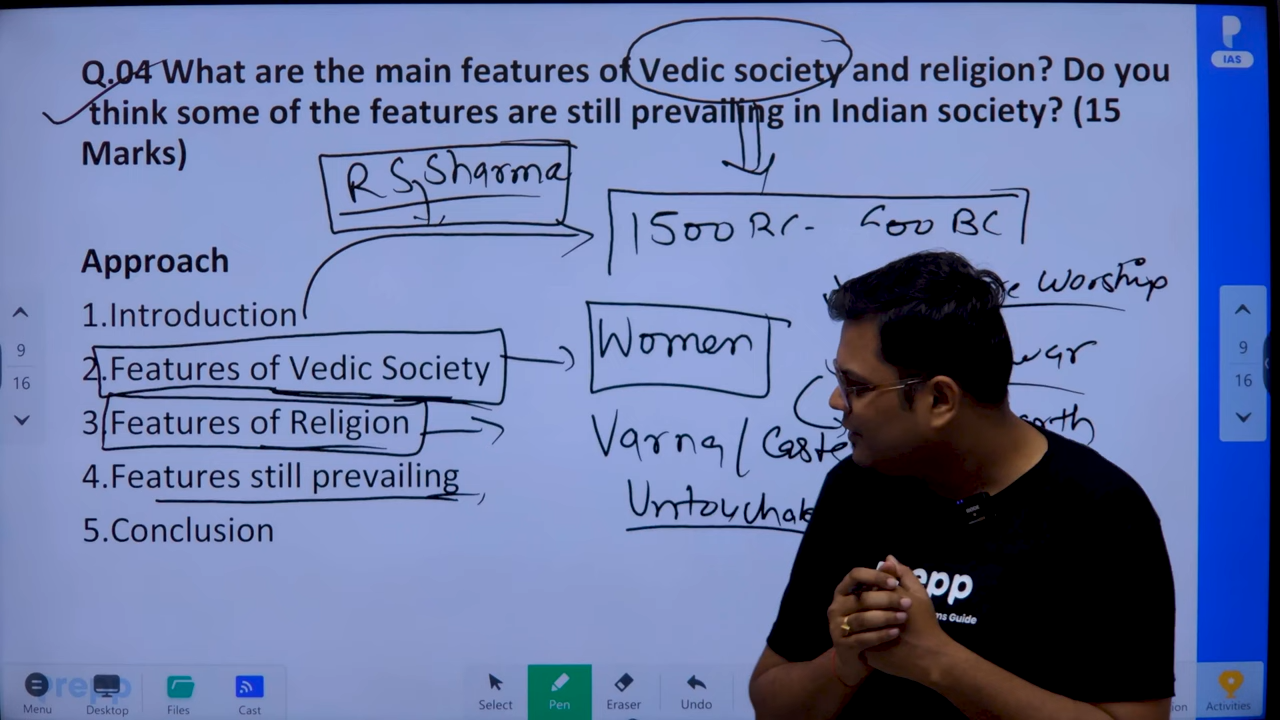 Q.04 What are the main features of Vedic society and religion? Do you
think some of the features are still prevailing in Indian society? (15
Marks)
R S Sharma
1500 BC - 600 BC
Approach
1.Introduction
2.Features of Vedic Society
3.Features of Religion
4.Features still prevailing
5.Conclusion
Worship
Women
Varna / Caste
IAS
9
16
9
16
Menu
Desktop
Files
Cast
Select
Pen
Eraser
Undo
Activities